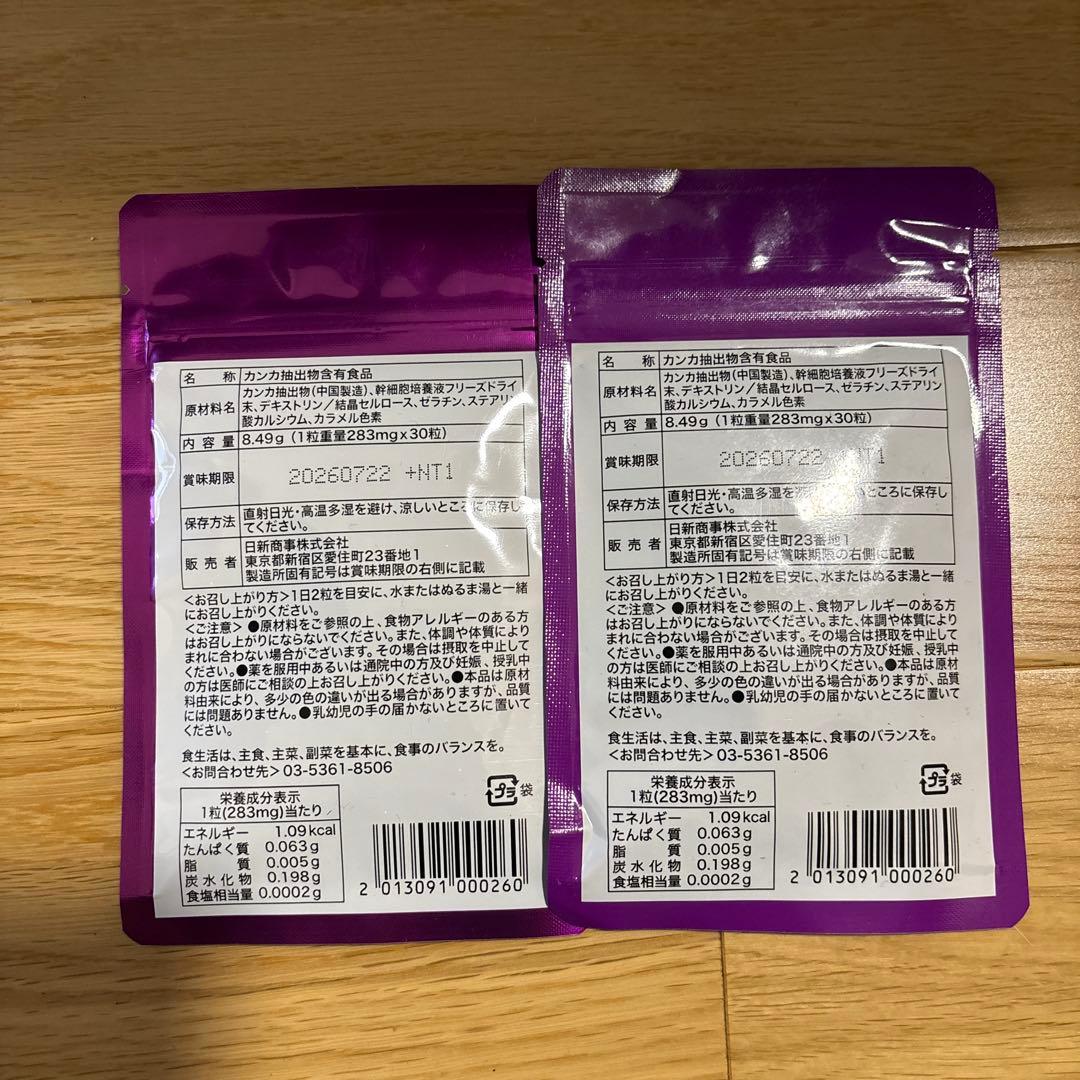 名 称 カンカ抽出物含有食品
原材料名 カンカ抽出物(中国製造)、幹細胞培養液フリーズドライ
末、デキストリン/結晶セルロース、ゼラチン、ステアリン
酸カルシウム、カラメル色素
内容量 8.49g(1粒重量283mgx30粒)
賞味期限 20260722 +NT1
保存方法 直射日光・高温多湿を避け、涼しいところに保存し
てください。
販売者 日新商事株式会社
東京都新宿区愛住町23番地1
製造所固有記号は賞味期限の右側に記載
<お召し上がり方>1日2粒を目安に、水またはぬるま湯と一緒
にお召し上がりください。
<ご注意>●原材料をご参照の上、食物アレルギーのある方
はお召し上がりにならないでください。また、体調や体質により
まれに合わない場合がございます。その場合は摂取を中止して
ください。●薬を服用中あるいは通院中の方及び妊娠、授乳中
の方は医師にご相談の上お召し上がりください。●本品は原材
料由来により、多少の色の違いが出る場合がありますが、品質
には問題ありません。●乳幼児の手の届かないところに置いて
ください。
食生活は、主食、主菜、副菜を基本に、食事のバランスを。
<お問合わせ先>03-5361-8506
プラ 袋
栄養成分表示
1粒(283mg)当たり
エネルギー 1.09kcal
たんぱく質 0.063g
脂質 0.005g
炭水化物 0.198g
食塩相当量 0.0002g
2 013091 000260
名 称 カンカ抽出物含有食品
原材料名 カンカ抽出物(中国製造)、幹細胞培養液フリーズドライ
末、デキストリン/結晶セルロース、ゼラチン、ステアリン
酸カルシウム、カラメル色素
内容量 8.49g(1粒重量283mgx30粒)
賞味期限 20260722 NT1
保存方法 直射日光・高温多湿を いところに保存し
てください。
販売者 日新商事株式会社
東京都新宿区愛住町23番地1
製造所固有記号は賞味期限の右側に記載
<お召し上がり方>1日2粒を目安に、水またはぬるま湯と一緒
にお召し上がりください。
<ご注意>●原材料をご参照の上、食物アレルギーのある方
はお召し上がりにならないでください。また、体調や体質により
まれに合わない場合がございます。その場合は摂取を中止して
ください。●薬を服用中あるいは通院中の方及び妊娠、授乳中
の方は医師にご相談の上お召し上がりください。●本品は原材
料由来により、多少の色の違いが出る場合がありますが、品質
には問題ありません。●乳幼児の手の届かないところに置いて
ください。
食生活は、主食、主菜、副菜を基本に、食事のバランスを。
<お問合わせ先>03-5361-8506
プラ 袋
栄養成分表示
1粒(283mg)当たり
エネルギー 1.09kcal
たんぱく質 0.063g
脂質 0.005g
炭水化物 0.198g
食塩相当量 0.0002g
2 013091 000260